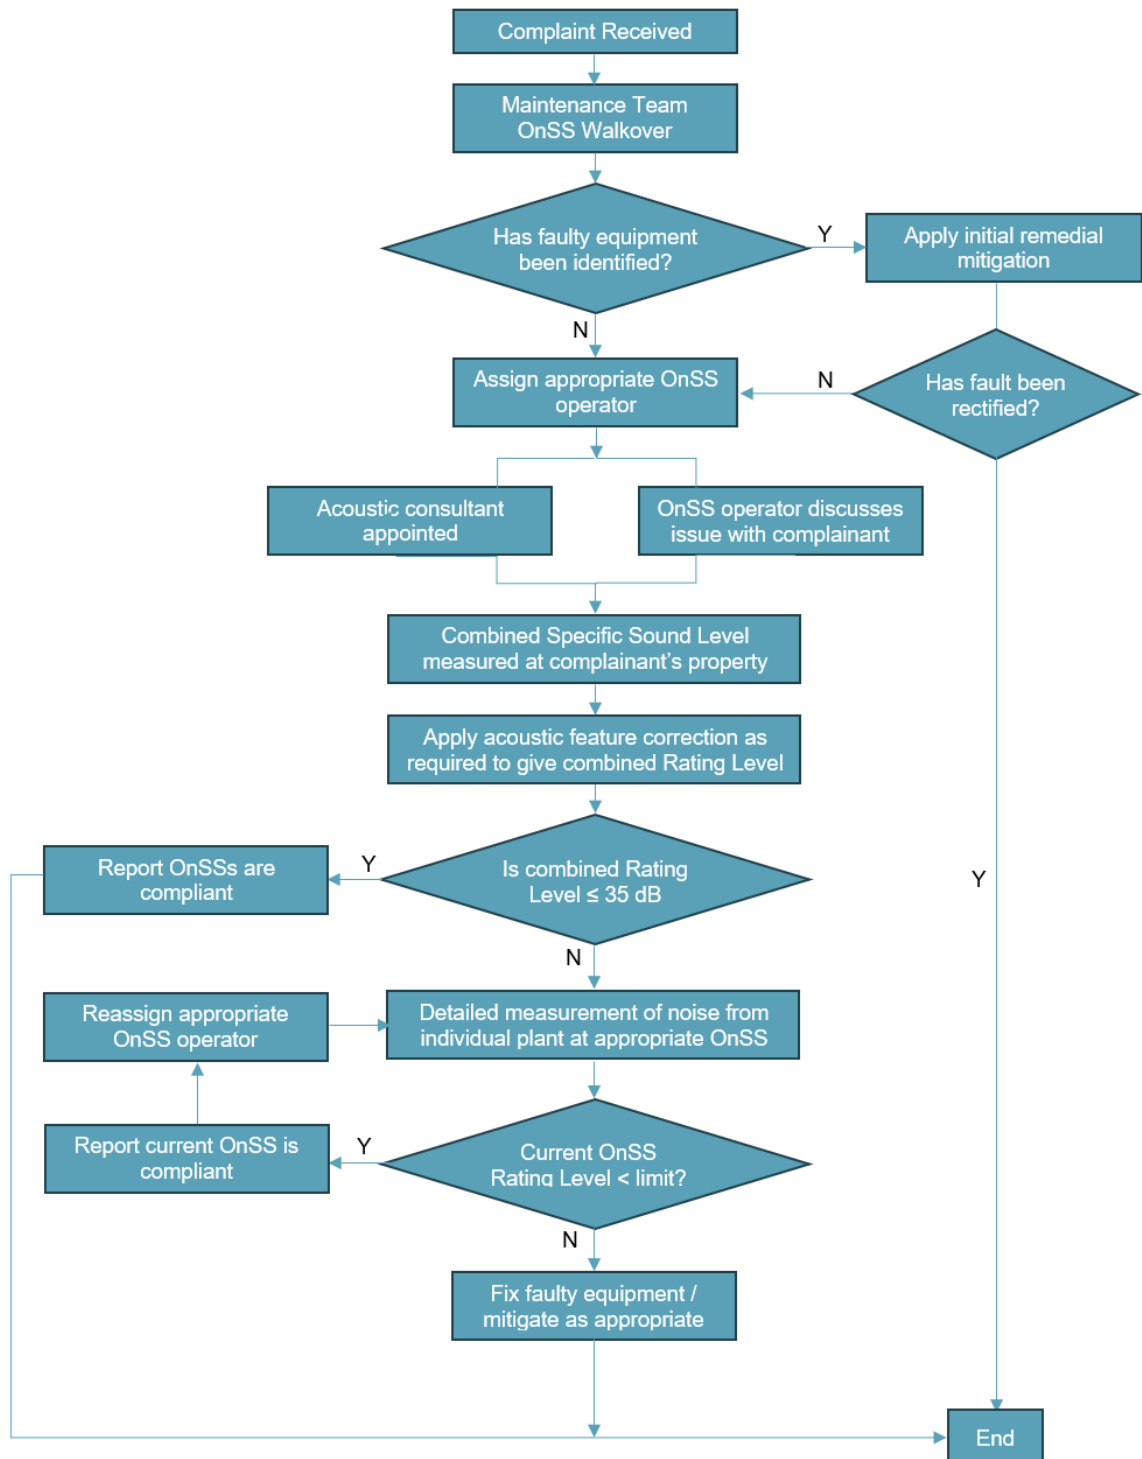 Complaint Received
Maintenance Team
OnSS Walkover
Has faulty equipment
been identified?
Y
Apply initial remedial
mitigation
N
Assign appropriate OnSS
operator
N
Has fault been
rectified?
Acoustic consultant
appointed
OnSS operator discusses
issue with complainant
Combined Specific Sound Level
measured at complainant’s property
Apply acoustic feature correction as
required to give combined Rating Level
Report OnSSs are
compliant
Y
Is combined Rating
Level ≤ 35 dB
Y
N
Reassign appropriate
OnSS operator
Detailed measurement of noise from
individual plant at appropriate OnSS
Report current OnSS is
compliant
Y
Current OnSS
Rating Level < limit?
N
Fix faulty equipment /
mitigate as appropriate
End